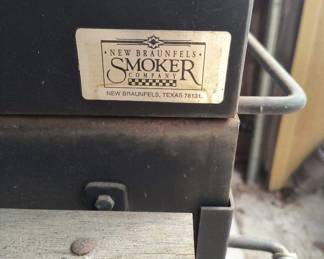 • NEW BRAUNFELS •
SMOKER
COMPANY
NEW BRAUNFELS, TEXAS 78131